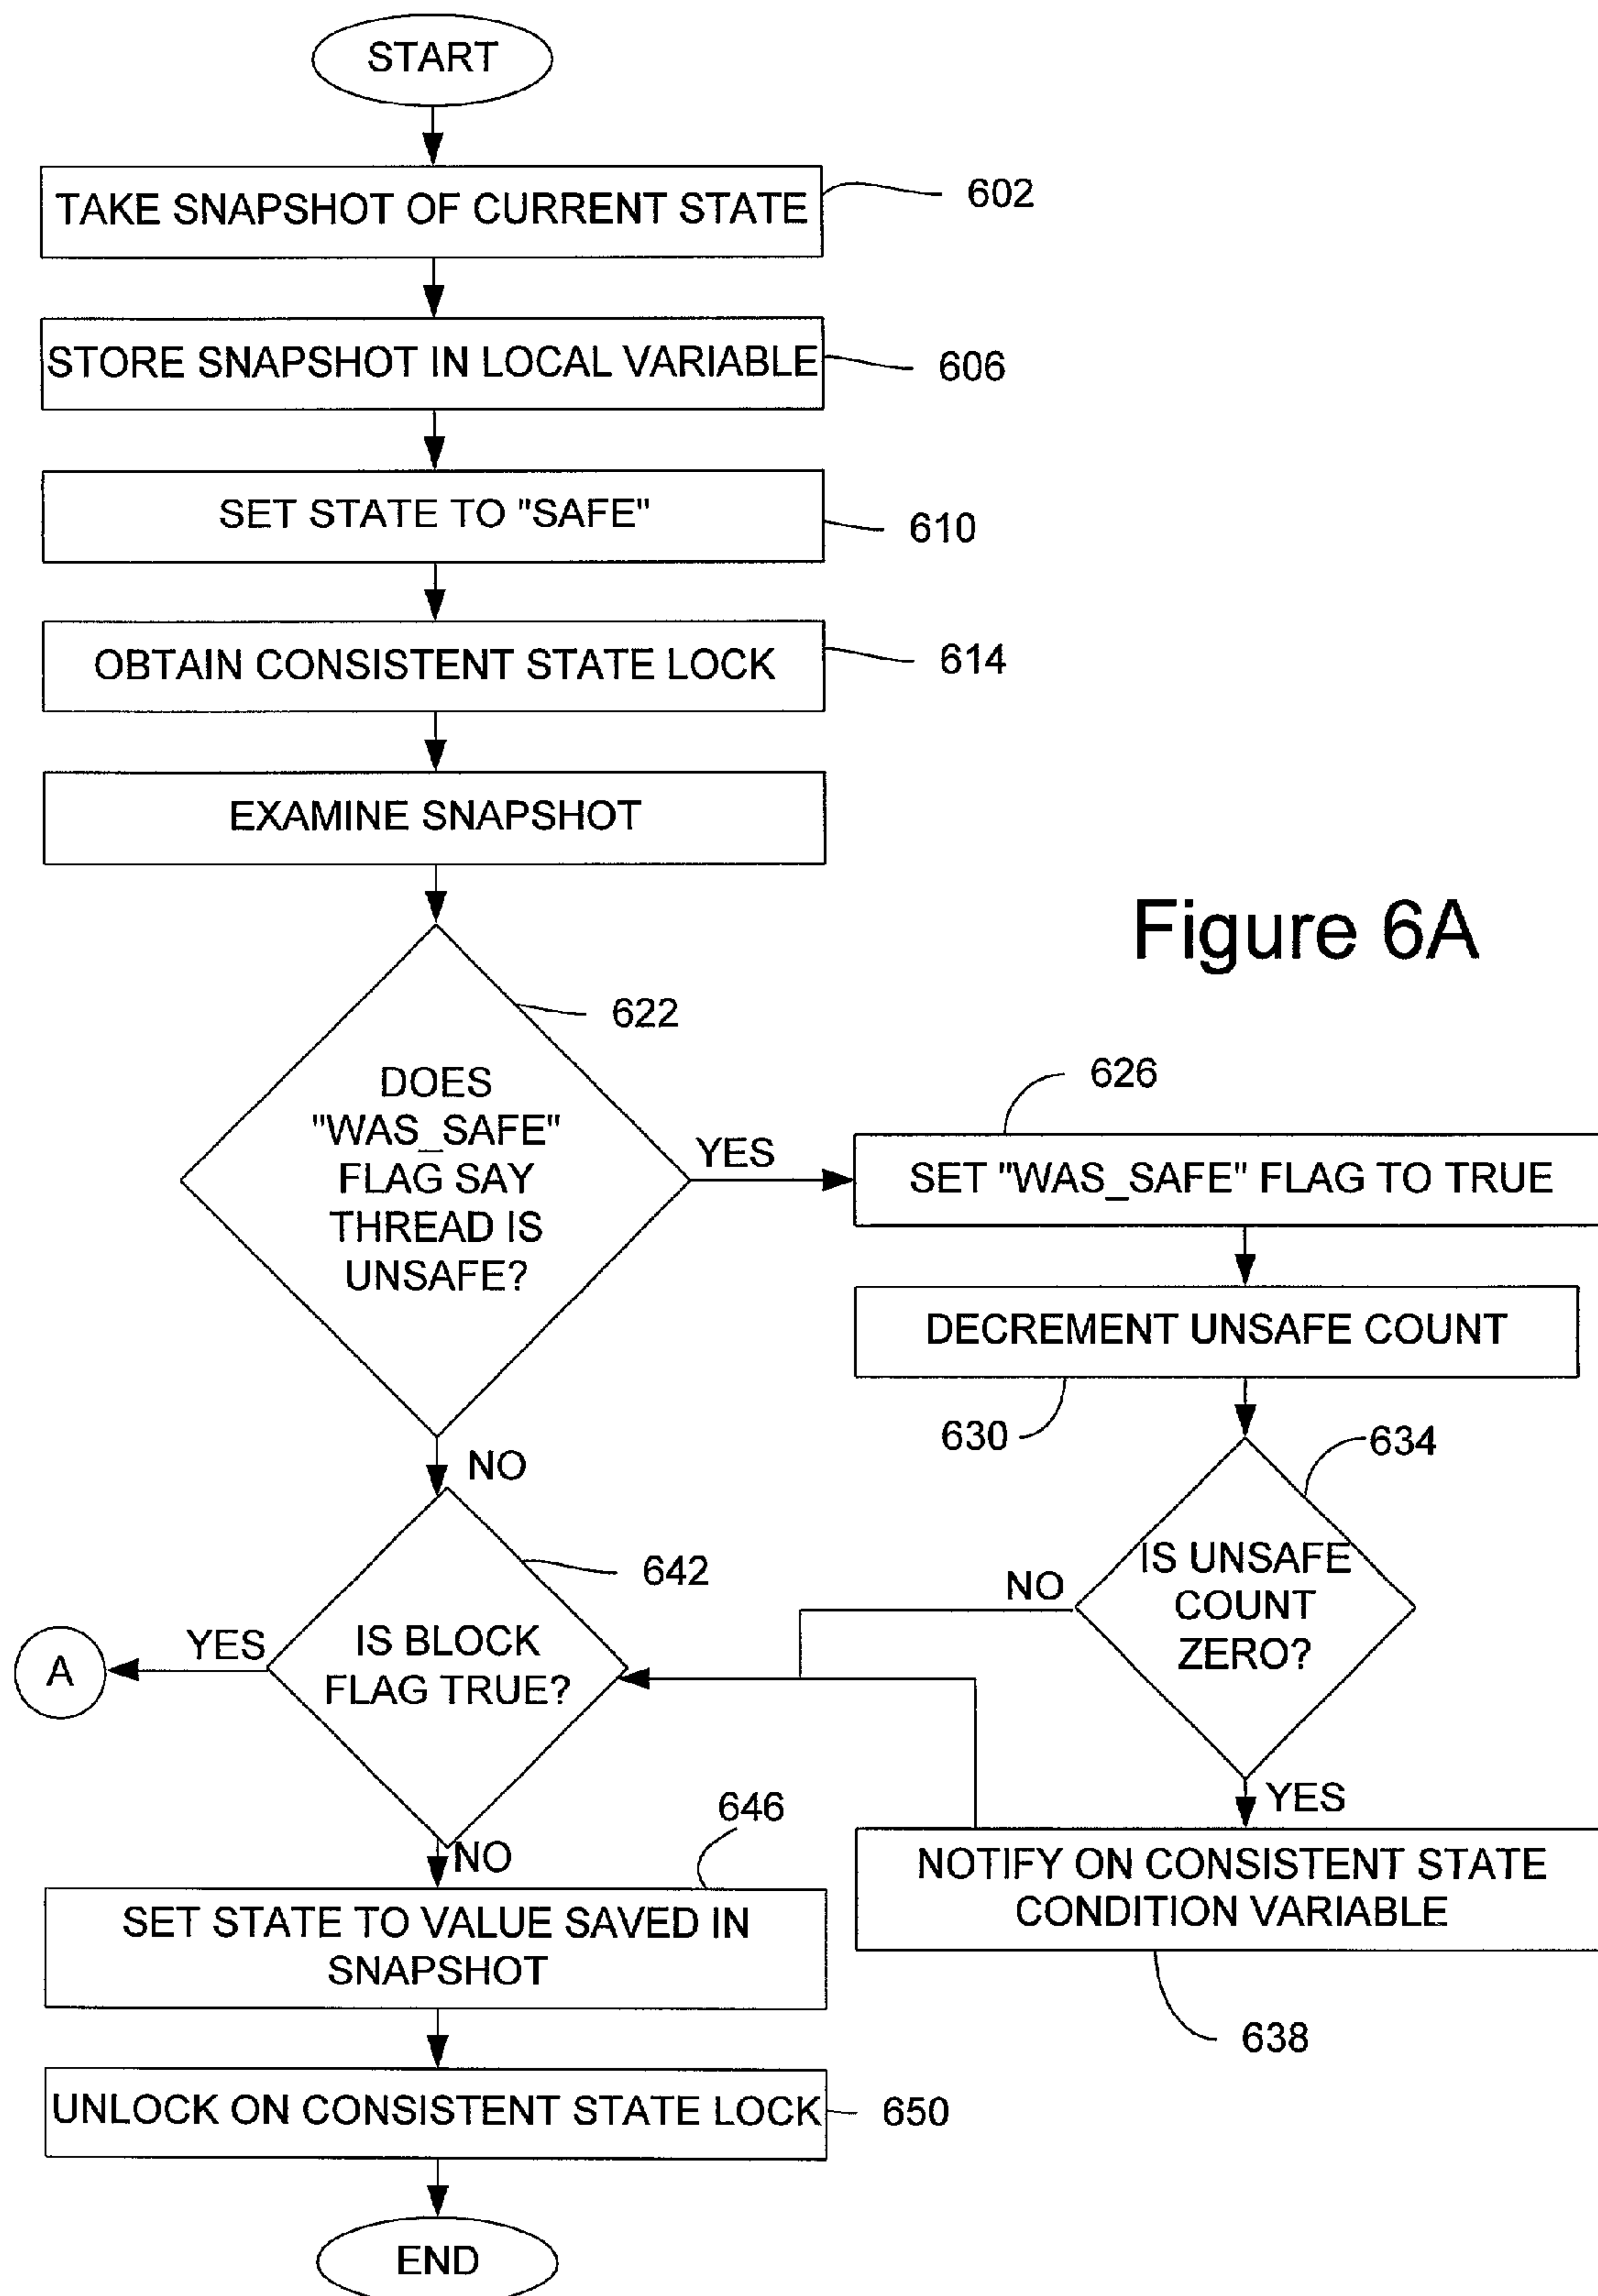 START
TAKE SNAPSHOT OF CURRENT STATE
602
STORE SNAPSHOT IN LOCAL VARIABLE
606
SET STATE TO "SAFE"
610
OBTAIN CONSISTENT STATE LOCK
614
EXAMINE SNAPSHOT
Figure 6A
622
DOES
"WAS_SAFE"
FLAG SAY
THREAD IS
UNSAFE?
YES
626
SET "WAS_SAFE" FLAG TO TRUE
DECREMENT UNSAFE COUNT
630
634
NO
IS UNSAFE
COUNT
ZERO?
NO
642
IS BLOCK
FLAG TRUE?
YES
A
YES
646
NO
NOTIFY ON CONSISTENT STATE
CONDITION VARIABLE
638
SET STATE TO VALUE SAVED IN
SNAPSHOT
UNLOCK ON CONSISTENT STATE LOCK
650
END